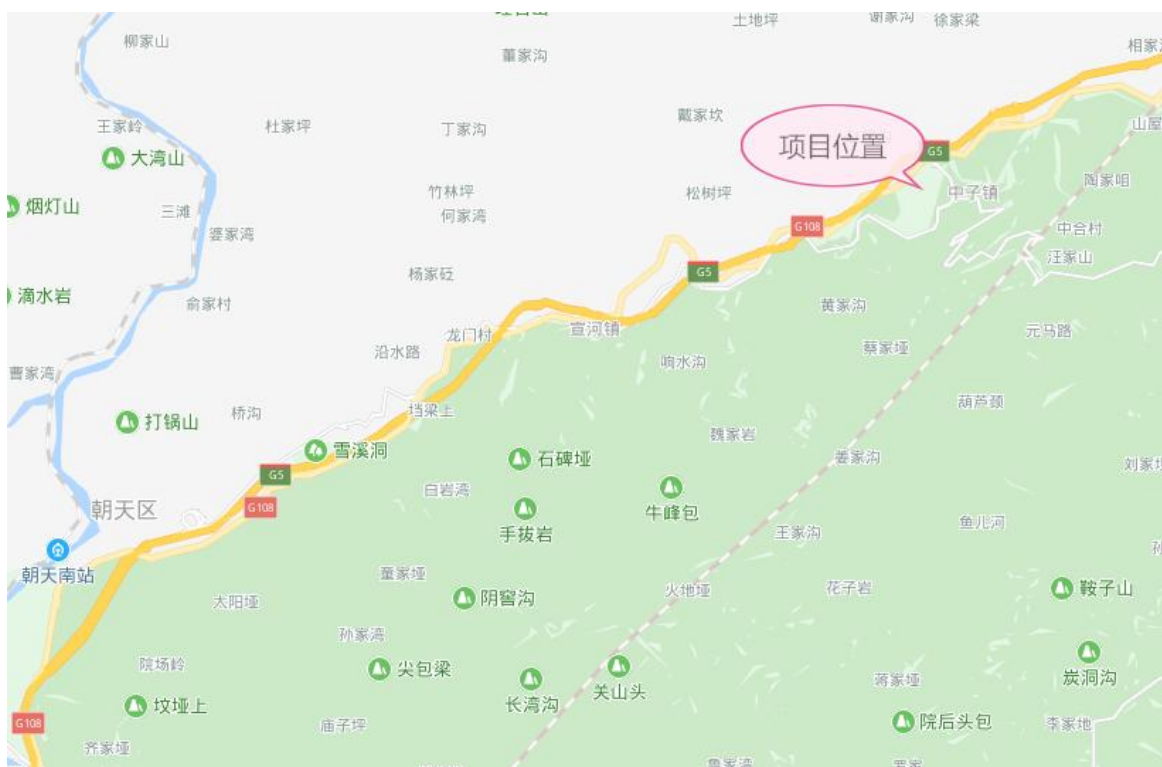 土地坪
谢家沟
徐家梁
柳家山
董家沟
王家岭
杜家坪
丁家沟
戴家坎
项目位置
G5
山屋
大湾山
竹林坪
松树坪
中子镇
陶家咀
烟灯山
三滩
何家湾
婆家湾
G108
中合村
汪家山
杨家砭
G5
滴水岩
俞家村
黄家沟
龙门村
宣河镇
元马路
沿水路
响水沟
蔡家垭
曹家湾
垱梁上
葫芦颈
打锅山
桥沟
魏家岩
雪溪洞
石碑垭
姜家沟
刘家
G5
白岩湾
牛峰包
朝天区
G108
手拔岩
王家沟
鱼儿河
朝天南站
童家垭
太阳垭
阴窖沟
火地垭
花子岩
鞍子山
孙家湾
院场岭
尖包梁
长湾沟
关山头
蒋家垭
炭洞沟
坟垭上
G108
庙子坪
院后头包
李家地
齐家垭